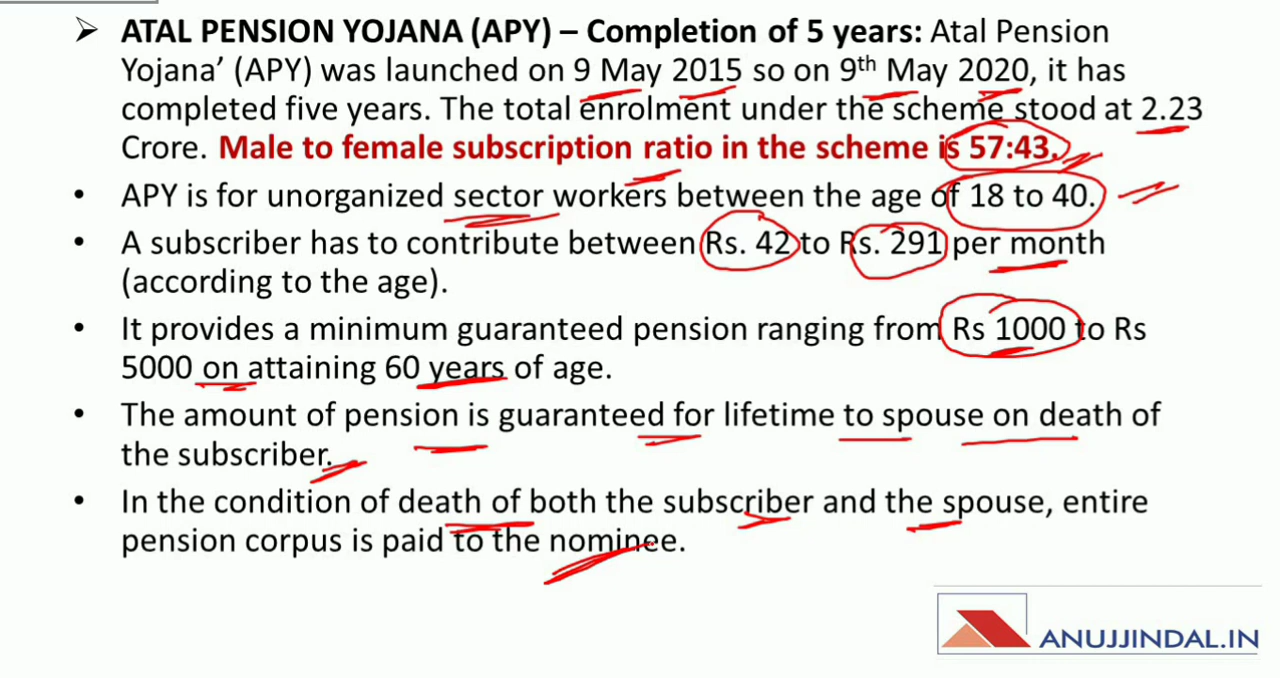 ➢ ATAL PENSION YOJANA (APY) – Completion of 5 years: Atal Pension
Yojana’ (APY) was launched on 9 May 2015 so on 9th May 2020, it has
completed five years. The total enrolment under the scheme stood at 2.23
Crore. Male to female subscription ratio in the scheme is 57:43.
• APY is for unorganized sector workers between the age of 18 to 40.
• A subscriber has to contribute between Rs. 42 to Rs. 291 per month
(according to the age).
• It provides a minimum guaranteed pension ranging from Rs 1000 to Rs
5000 on attaining 60 years of age.
• The amount of pension is guaranteed for lifetime to spouse on death of
the subscriber.
• In the condition of death of both the subscriber and the spouse, entire
pension corpus is paid to the nominee.
ANUJJINDAL.IN